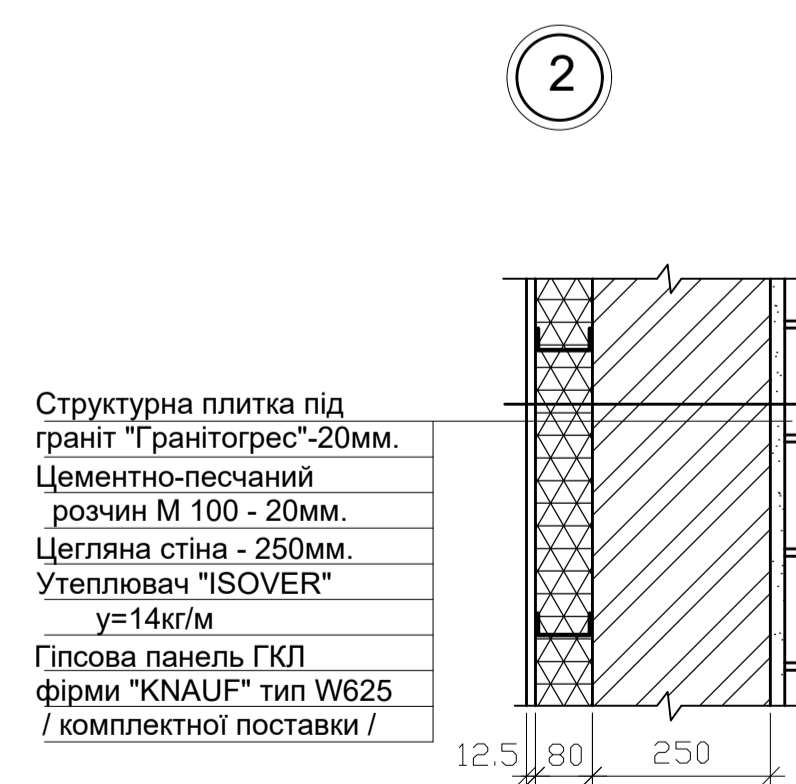 2
Структурна плитка під
граніт "Гранітогрес"-20мм.
Цементно-песчаний
розчин М 100 - 20мм.
Цегляна стіна - 250мм.
Утеплювач "ISOVER"
у=14кг/м
Гіпсова панель ГКЛ
фірми "KNAUF" тип W625
/ комплектної поставки /
12.5 80 250